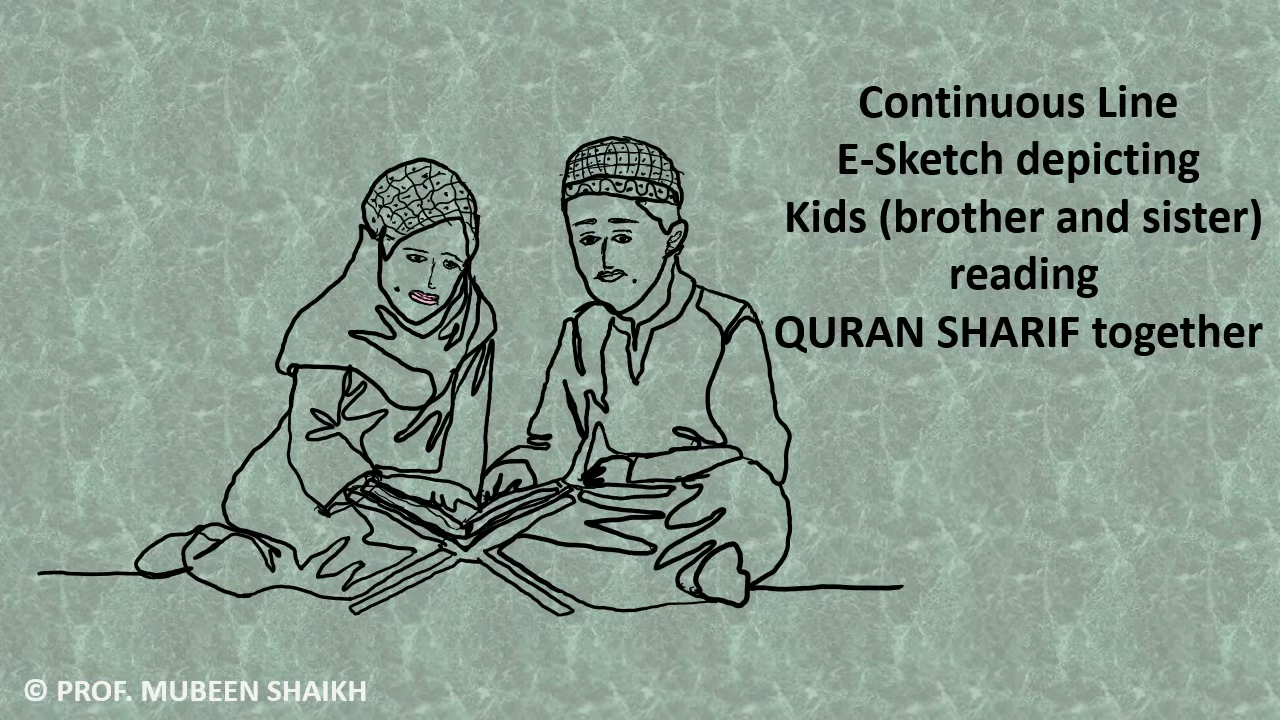 Continuous Line
E-Sketch depicting
Kids (brother and sister)
reading
QURAN SHARIF together
© PROF. MUBEEN SHAIKH